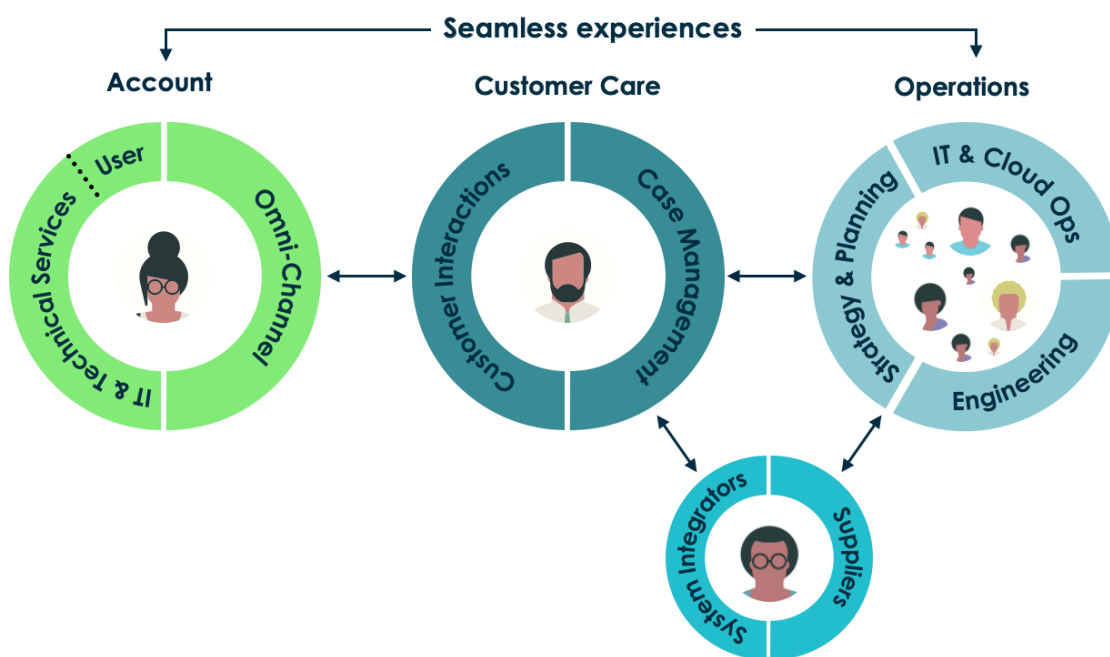 Seamless experiences
Account
Customer Care
Operations
IT & Technical Services
User
Omni-Channel
Customer Interactions
Case Management
Strategy & Planning
IT & Cloud Ops
Engineering
System Integrators
Suppliers